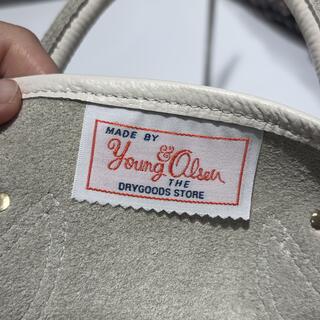 MADE BY
Young & Olsen
THE
DRYGOODS STORE